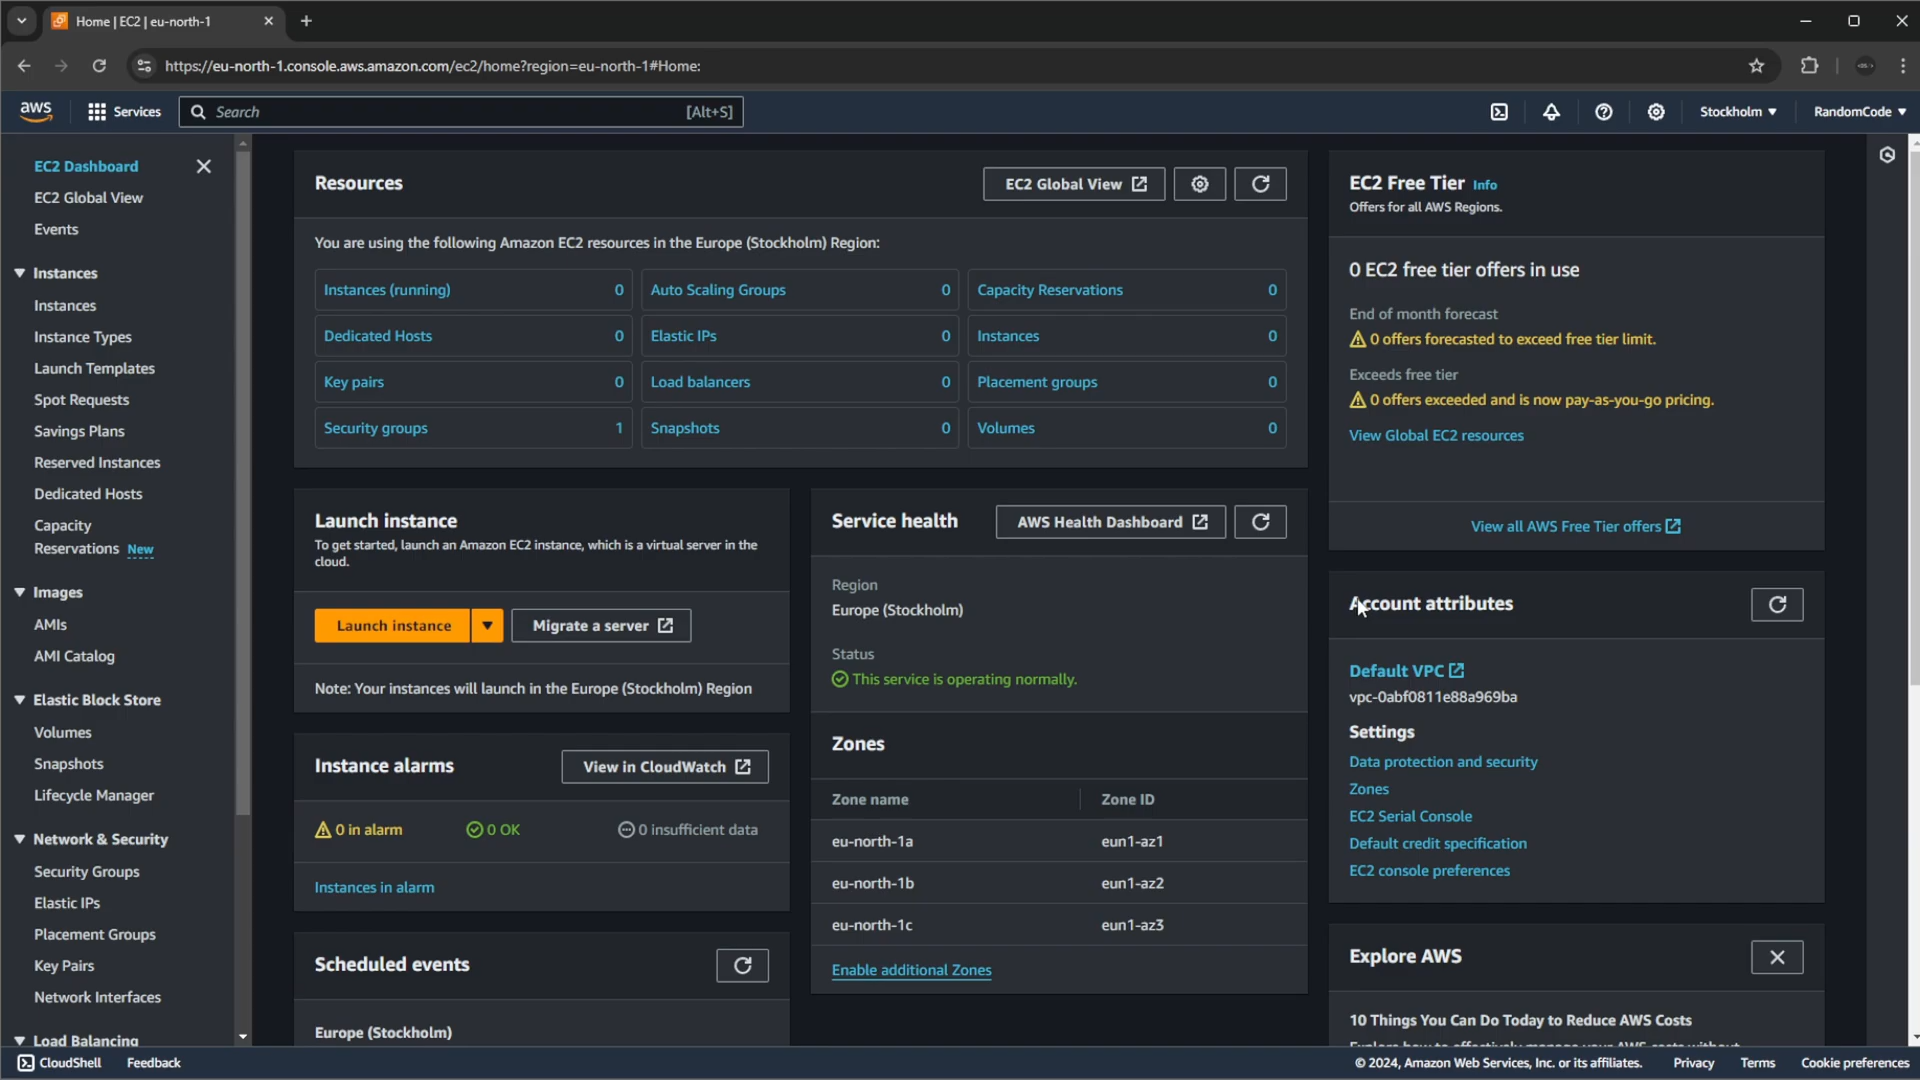 Home | EC2 | eu-north-1
https://eu-north-1.console.aws.amazon.com/ec2/home?region=eu-north-1#Home:
aws
Services
Search
[Alt+S]
Stockholm
RandomCode
EC2 Dashboard
EC2 Global View
Events
Instances
Instances
Instance Types
Launch Templates
Spot Requests
Savings Plans
Reserved Instances
Dedicated Hosts
Capacity
Reservations New
Images
AMIs
AMI Catalog
Elastic Block Store
Volumes
Snapshots
Lifecycle Manager
Network & Security
Security Groups
Elastic IPs
Placement Groups
Key Pairs
Network Interfaces
Load Balancing
Resources
EC2 Global View
You are using the following Amazon EC2 resources in the Europe (Stockholm) Region:
Instances (running) 0
Auto Scaling Groups 0
Capacity Reservations 0
Dedicated Hosts 0
Elastic IPs 0
Instances 0
Key pairs 0
Load balancers 0
Placement groups 0
Security groups 1
Snapshots 0
Volumes 0
Launch instance
To get started, launch an Amazon EC2 instance, which is a virtual server in the
cloud.
Launch instance
Migrate a server
Note: Your instances will launch in the Europe (Stockholm) Region
Instance alarms
View in CloudWatch
0 in alarm
0 OK
0 insufficient data
Instances in alarm
Scheduled events
Europe (Stockholm)
Service health
AWS Health Dashboard
Region
Europe (Stockholm)
Status
This service is operating normally.
Zones
Zone name Zone ID
eu-north-1a eun1-az1
eu-north-1b eun1-az2
eu-north-1c eun1-az3
Enable additional Zones
EC2 Free Tier Info
Offers for all AWS Regions.
0 EC2 free tier offers in use
End of month forecast
0 offers forecasted to exceed free tier limit.
Exceeds free tier
0 offers exceeded and is now pay-as-you-go pricing.
View Global EC2 resources
View all AWS Free Tier offers
Account attributes
Default VPC
vpc-0abf0811e88a969ba
Settings
Data protection and security
Zones
EC2 Serial Console
Default credit specification
EC2 console preferences
Explore AWS
10 Things You Can Do Today to Reduce AWS Costs
CloudShell
Feedback
© 2024, Amazon Web Services, Inc. or its affiliates.
Privacy
Terms
Cookie preferences